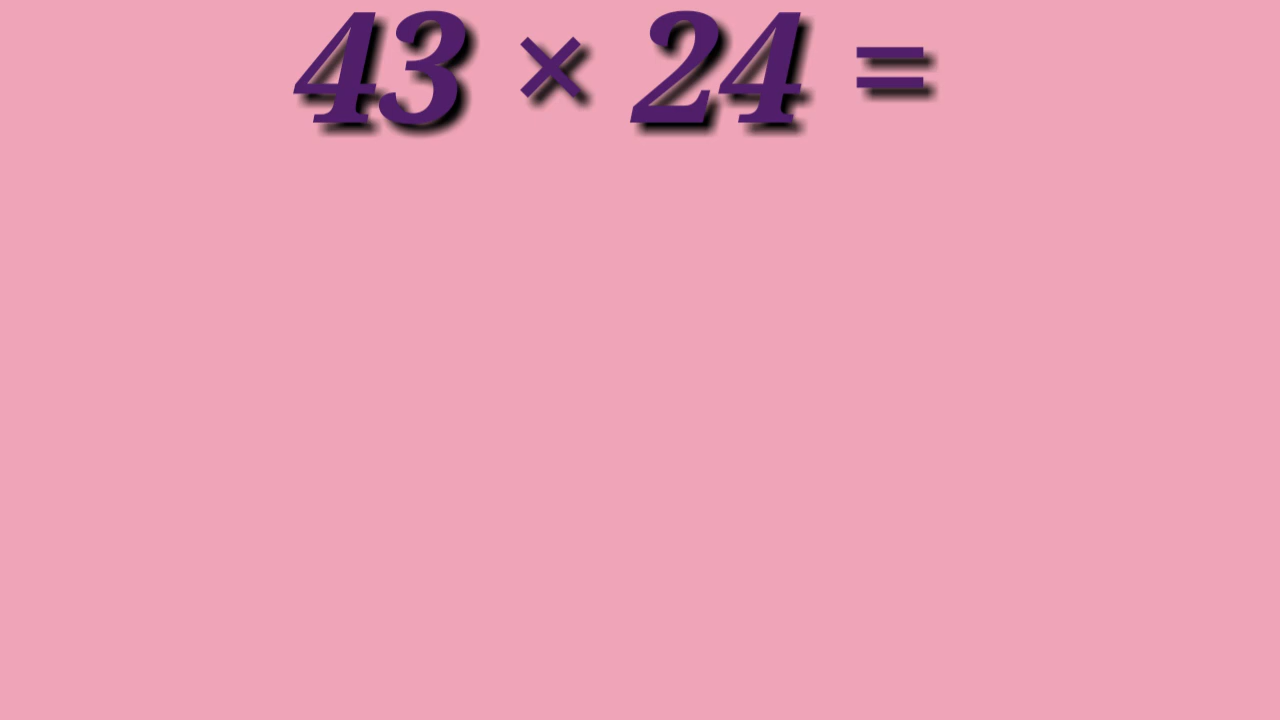 43 × 24 =